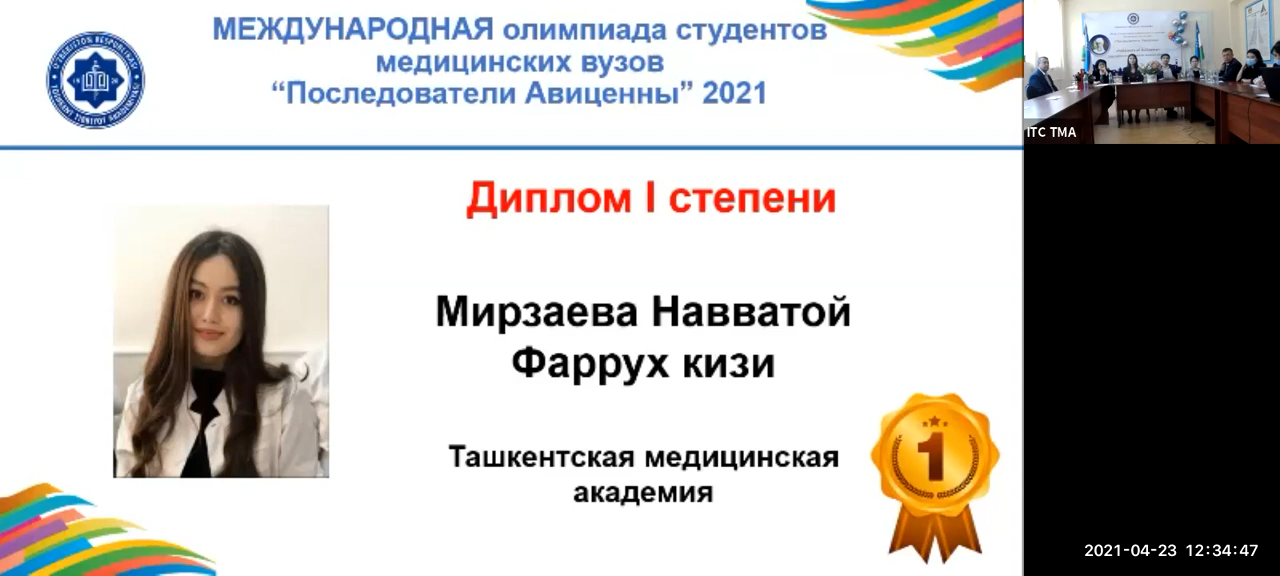 МЕЖДУНАРОДНАЯ олимпиада студентов
медицинских вузов
“Последователи Авиценны” 2021
Диплом I степени
Мирзаева Навватой
Фаррух кизи
Ташкентская медицинская
академия
1
ITC TMA
2021-04-23 12:34:47